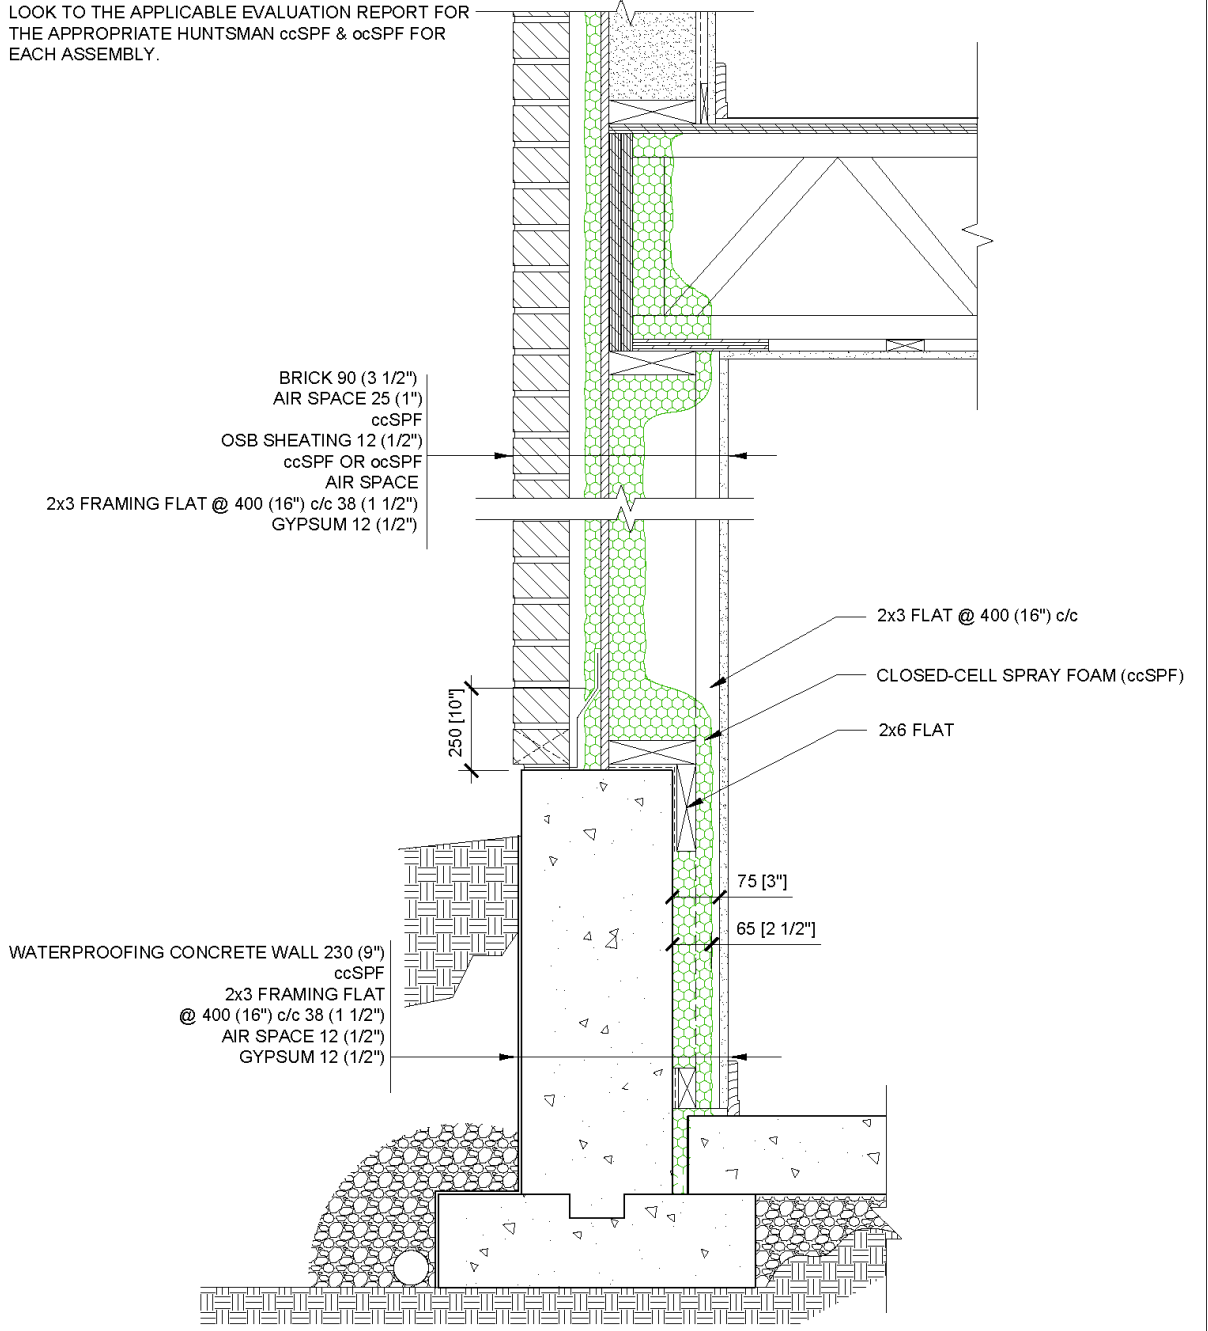 LOOK TO THE APPLICABLE EVALUATION REPORT FOR
THE APPROPRIATE HUNTSMAN ccSPF & ocSPF FOR
EACH ASSEMBLY.
BRICK 90 (3 1/2")
AIR SPACE 25 (1")
ccSPF
OSB SHEATING 12 (1/2")
ccSPF OR ocSPF
AIR SPACE
2x3 FRAMING FLAT @ 400 (16") c/c 38 (1 1/2")
GYPSUM 12 (1/2")
2x3 FLAT @ 400 (16") c/c
CLOSED-CELL SPRAY FOAM (ccSPF)
2x6 FLAT
250 [10"]
75 [3"]
65 [2 1/2"]
WATERPROOFING CONCRETE WALL 230 (9")
ccSPF
2x3 FRAMING FLAT
@ 400 (16") c/c 38 (1 1/2")
AIR SPACE 12 (1/2")
GYPSUM 12 (1/2")